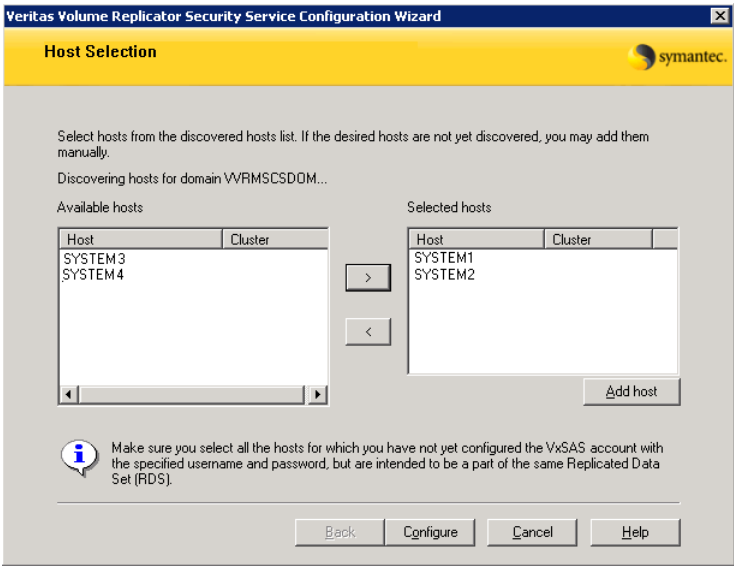 Veritas Volume Replicator Security Service Configuration Wizard
Host Selection
symantec.
Select hosts from the discovered hosts list. If the desired hosts are not yet discovered, you may add them
manually.
Discovering hosts for domain VVRMSCSDOM...
Available hosts
Selected hosts
Host Cluster
SYSTEM3
SYSTEM4
>
<
Host Cluster
SYSTEM1
SYSTEM2
Add host
Make sure you select all the hosts for which you have not yet configured the VxSAS account with
the specified username and password, but are intended to be a part of the same Replicated Data
Set (RDS).
Back Configure Cancel Help